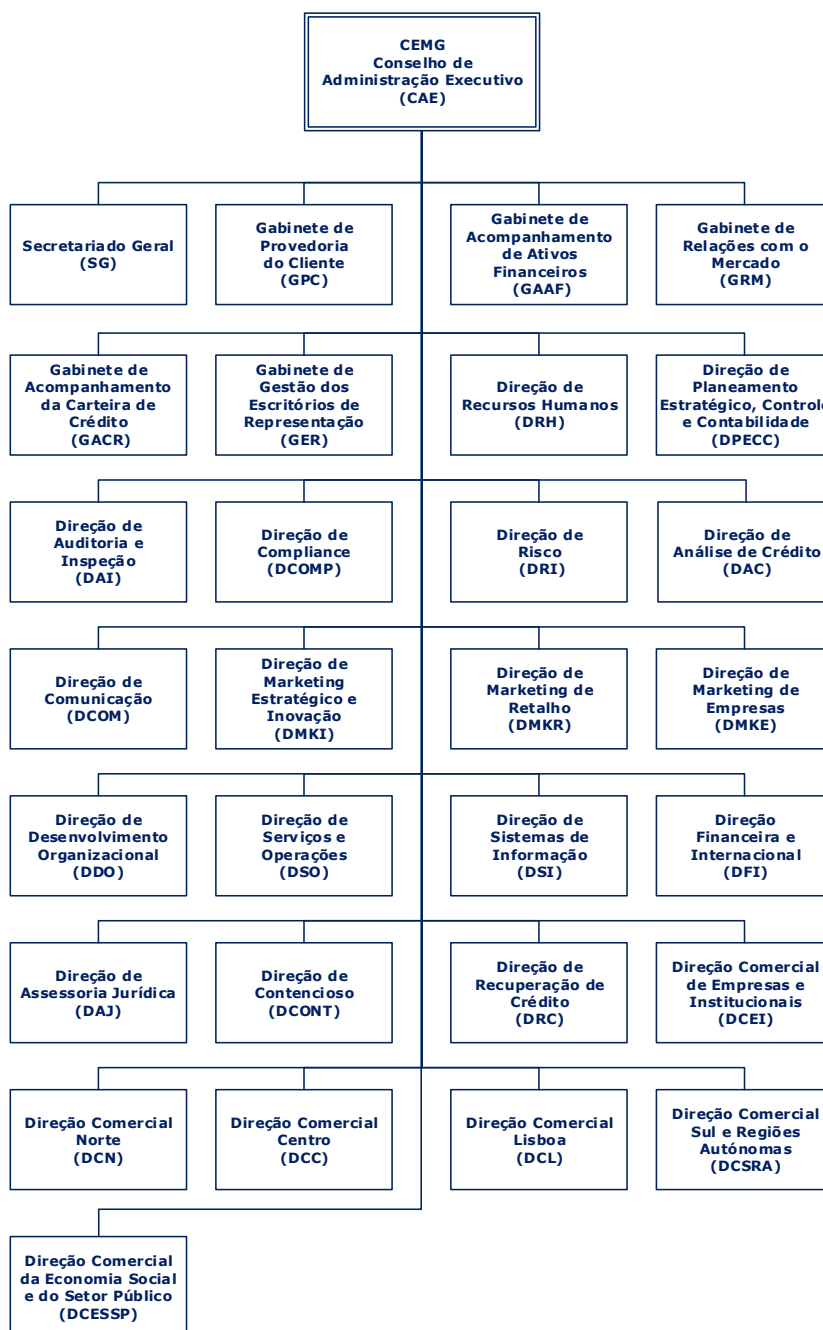 CEMG
Conselho de
Administração Executivo
(CAE)
Secretariado Geral
(SG)
Gabinete de
Provedoria
do Cliente
(GPC)
Gabinete de
Acompanhamento
de Ativos
Financeiros
(GAAF)
Gabinete de
Relações com o
Mercado
(GRM)
Gabinete de
Acompanhamento
da Carteira de
Crédito
(GACR)
Gabinete de
Gestão dos
Escritórios de
Representação
(GER)
Direção de
Recursos Humanos
(DRH)
Direção de
Planeamento
Estratégico, Controlo
e Contabilidade
(DPECC)
Direção de
Auditoria e
Inspeção
(DAI)
Direção de
Compliance
(DCOMP)
Direção de
Risco
(DRI)
Direção de
Análise de Crédito
(DAC)
Direção de
Comunicação
(DCOM)
Direção de
Marketing
Estratégico e
Inovação
(DMKI)
Direção de
Marketing de
Retalho
(DMKR)
Direção de
Marketing de
Empresas
(DMKE)
Direção de
Desenvolvimento
Organizacional
(DDO)
Direção de
Serviços e
Operações
(DSO)
Direção de
Sistemas de
Informação
(DSI)
Direção
Financeira e
Internacional
(DFI)
Direção de
Assessoria Jurídica
(DAJ)
Direção de
Contencioso
(DCONT)
Direção de
Recuperação de
Crédito
(DRC)
Direção Comercial
de Empresas e
Institucionais
(DCEI)
Direção Comercial
Norte
(DCN)
Direção Comercial
Centro
(DCC)
Direção Comercial
Lisboa
(DCL)
Direção Comercial
Sul e Regiões
Autónomas
(DCSRA)
Direção Comercial
da Economia Social
e do Setor Público
(DCESSP)